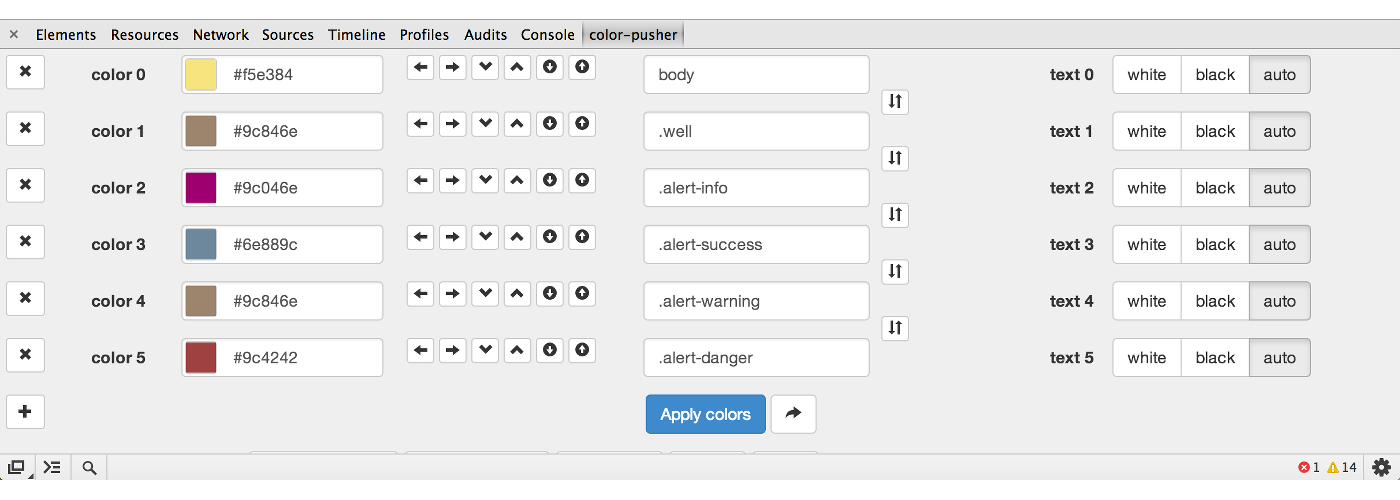 × Elements Resources Network Sources Timeline Profiles Audits Console color-pusher
color 0 #f5e384 body text 0 white black auto
color 1 #9c846e .well text 1 white black auto
color 2 #9c046e .alert-info text 2 white black auto
color 3 #6e889c .alert-success text 3 white black auto
color 4 #9c846e .alert-warning text 4 white black auto
color 5 #9c4242 .alert-danger text 5 white black auto
Apply colors
1 14